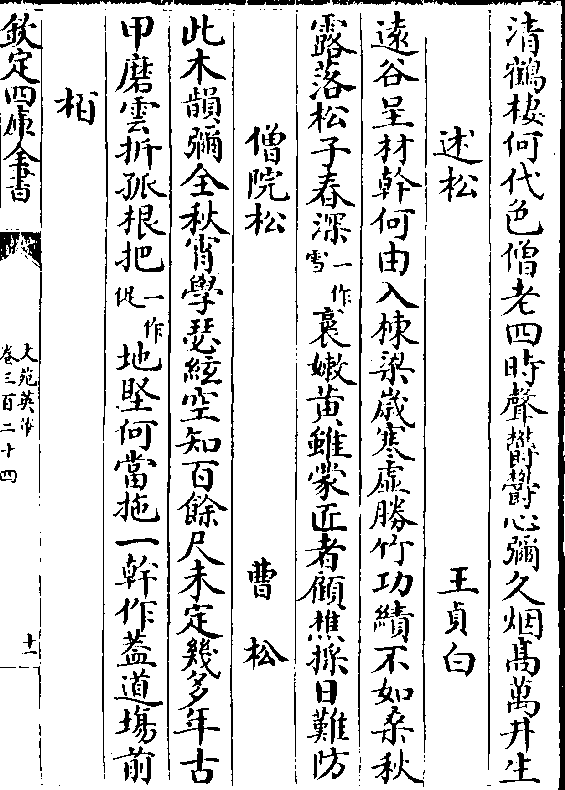 清鶴棲何代色僧老四時聲鬱鬱心彌久烟髙萬井生
述松　王貞白
遠谷呈材幹何由入棟梁歲寒虛勝竹功績不如桑秋
露落松子春深一作雪裛嫩黃雖蒙匠者顧樵採日難防
僧院松　曹松
此木韻彌全秋宵學瑟絃空知百餘尺未定幾多年古
甲磨雲拆孤根把一作促地堅何當拖一幹作蓋道場前
栢
欽定四庫全書
文苑英華
卷三百二十四
十一